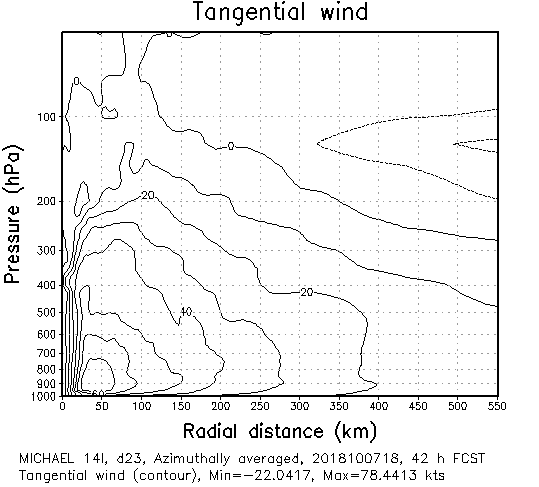 Tangential wind
0
0
100
0
200
20
300
400
20
500
40
600
700
800
900
60
1000
0 50 100 150 200 250 300 350 400 450 500 550
Pressure (hPa)
Radial distance (km)
MICHAEL 14l, d23, Azimuthally averaged, 2018100718, 42 h FCST
Tangential wind (contour), Min=−22.0417, Max=78.4413 kts